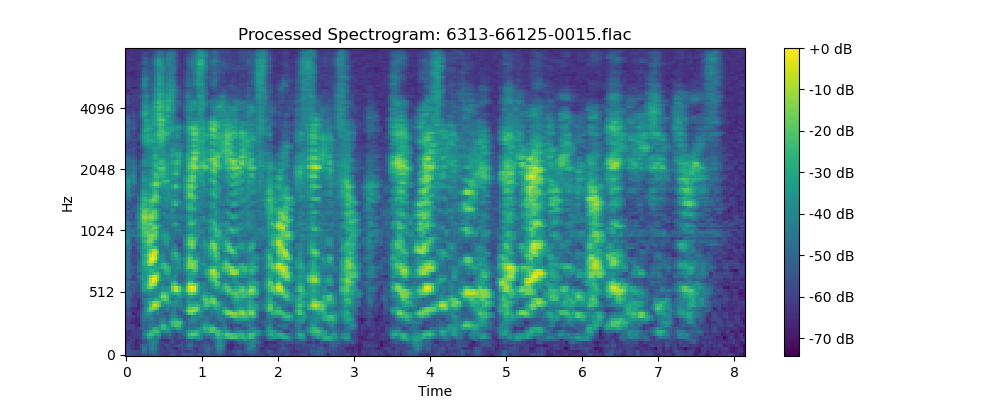 Processed Spectrogram: 6313-66125-0015.flac
+0 dB
4096
-10 dB
-20 dB
2048
-30 dB
Hz
1024
-40 dB
-50 dB
512
-60 dB
-70 dB
0
0 1 2 3 4 5 6 7 8
Time